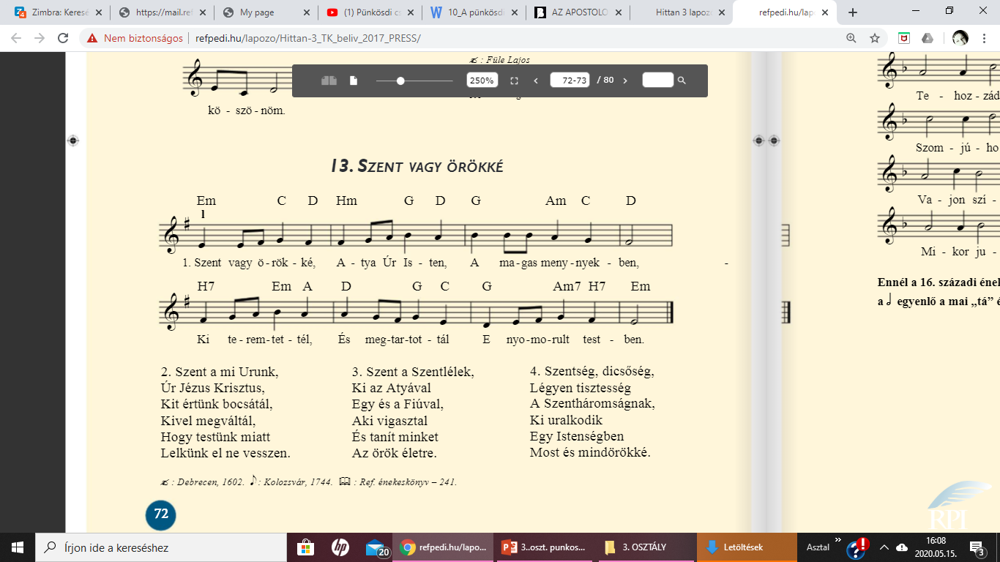 Zimbra: Keresé
https://mail.ref
My page
(1) Pünkösdi cs
10_A pünkösdi
AZ APOSTOLO
Hittan 3 lapozó
refpedi.hu/lap
Nem biztonságos | refpedi.hu/lapozo/Hittan-3_TK_beliv_2017_PRESS/
: Füle Lajos
250%
72-73 / 80
kö - szö - nöm.
13. SZENT VAGY ÖRÖKKÉ
Em C D Hm G D G Am C D
1. Szent vagy ö - rök - ké, A - tya Úr Is - ten, A ma - gas meny - nyek - ben, -
H7 Em A D G C G Am7 H7 Em
Ki te - rem - tet - tél, És meg - tar - tot - tál E nyo - mo - rult test - ben.
2. Szent a mi Urunk,
Úr Jézus Krisztus,
Kit értünk bocsátál,
Kivel megváltál,
Hogy testünk miatt
Lelkünk el ne vesszen.
3. Szent a Szentlélek,
Ki az Atyával
Egy és a Fiúval,
Aki vigasztal
És tanít minket
Az örök életre.
4. Szentség, dicsőség,
Légyen tisztesség
A Szentháromságnak,
Ki uralkodik
Egy Istenségben
Most és mindörökké.
: Debrecen, 1602. : Kolozsvár, 1744. : Ref. énekeskönyv – 241.
72
Te - hoz - zád
Szom - jú - ho
Va - jon szí -
Mi - kor ju -
Ennél a 16. századi ének
a egyenlő a mai „tá” é
RPI
Írjon ide a kereséshez
20
refpedi.hu/lapo...
3..oszt. punkos...
3. OSZTÁLY
Letöltések
Asztal
16:08
2020.05.15.
3